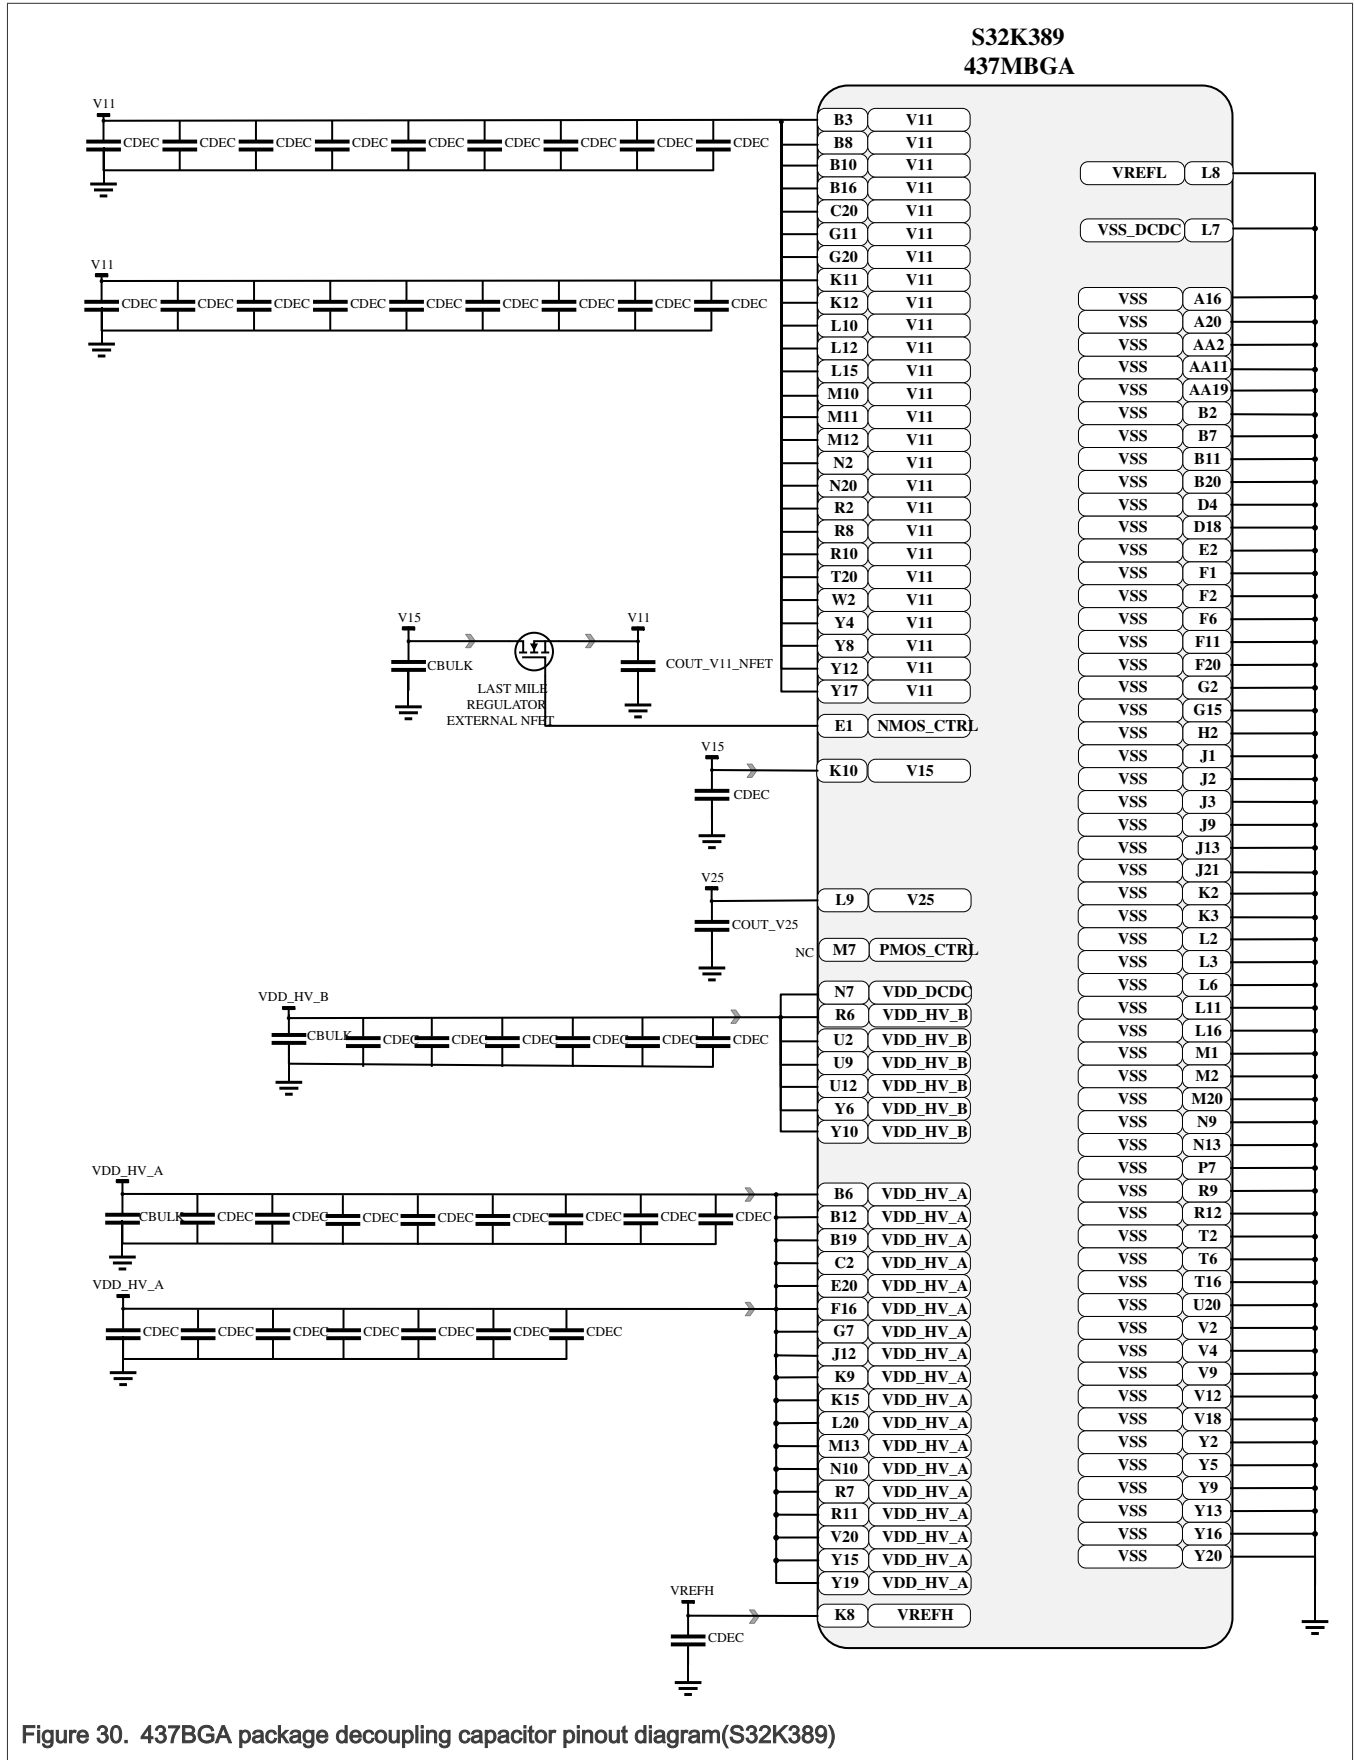 S32K389
437MBGA
V11
CDEC CDEC CDEC CDEC CDEC CDEC CDEC CDEC CDEC
V11
CDEC CDEC CDEC CDEC CDEC CDEC CDEC CDEC CDEC
B3 V11
B8 V11
B10 V11
B16 V11
C20 V11
G11 V11
G20 V11
K11 V11
K12 V11
L10 V11
L12 V11
L15 V11
M10 V11
M11 V11
M12 V11
N2 V11
N20 V11
R2 V11
R8 V11
R10 V11
T20 V11
W2 V11
Y4 V11
Y8 V11
Y12 V11
Y17 V11
V15
CBULK
V11
COUT_V11_NFET
LAST MILE
REGULATOR
EXTERNAL NFET
E1 NMOS_CTRL
V15
CDEC
K10 V15
V25
COUT_V25
L9 V25
NC M7 PMOS_CTRL
VDD_HV_B
CBULK CDEC CDEC CDEC CDEC CDEC CDEC
N7 VDD_DCDC
R6 VDD_HV_B
U2 VDD_HV_B
U9 VDD_HV_B
U12 VDD_HV_B
Y6 VDD_HV_B
Y10 VDD_HV_B
VDD_HV_A
CBULK CDEC CDEC CDEC CDEC CDEC CDEC CDEC CDEC
VDD_HV_A
CDEC CDEC CDEC CDEC CDEC CDEC CDEC
B6 VDD_HV_A
B12 VDD_HV_A
B19 VDD_HV_A
C2 VDD_HV_A
E20 VDD_HV_A
F16 VDD_HV_A
G7 VDD_HV_A
J12 VDD_HV_A
K9 VDD_HV_A
K15 VDD_HV_A
L20 VDD_HV_A
M13 VDD_HV_A
N10 VDD_HV_A
R7 VDD_HV_A
R11 VDD_HV_A
V20 VDD_HV_A
Y15 VDD_HV_A
Y19 VDD_HV_A
VREFH
CDEC
K8 VREFH
VREFL L8
VSS_DCDC L7
VSS A16
VSS A20
VSS AA2
VSS AA11
VSS AA19
VSS B2
VSS B7
VSS B11
VSS B20
VSS D4
VSS D18
VSS E2
VSS F1
VSS F2
VSS F6
VSS F11
VSS F20
VSS G2
VSS G15
VSS H2
VSS J1
VSS J2
VSS J3
VSS J9
VSS J13
VSS J21
VSS K2
VSS K3
VSS L2
VSS L3
VSS L6
VSS L11
VSS L16
VSS M1
VSS M2
VSS M20
VSS N9
VSS N13
VSS P7
VSS R9
VSS R12
VSS T2
VSS T6
VSS T16
VSS U20
VSS V2
VSS V4
VSS V9
VSS V12
VSS V18
VSS Y2
VSS Y5
VSS Y9
VSS Y13
VSS Y16
VSS Y20
Figure 30. 437BGA package decoupling capacitor pinout diagram(S32K389)